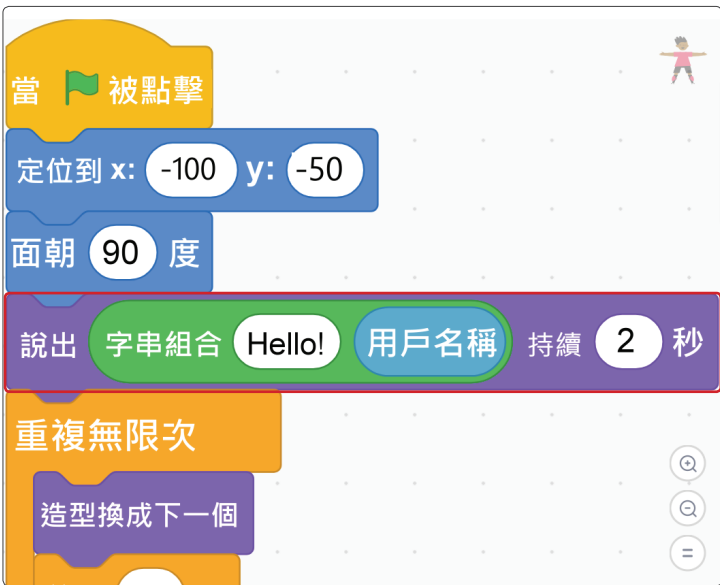 當 被點擊
定位到 x: -100 y: -50
面朝 90 度
說出 字串組合 Hello! 用戶名稱 持續 2 秒
重複無限次
造型換成下一個